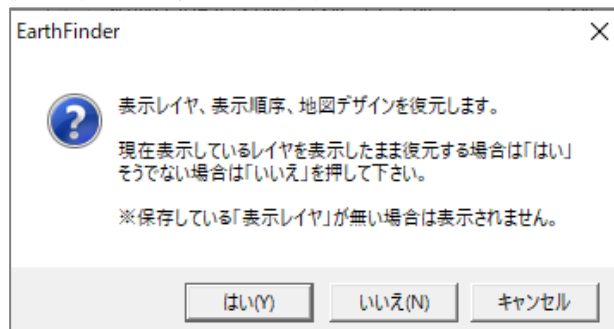 EarthFinder
表示レイヤ、表示順序、地図デザインを復元します。
現在表示しているレイヤを表示したまま復元する場合は「はい」
そうでない場合は「いいえ」を押して下さい。
※保存している「表示レイヤ」が無い場合は表示されません。
はい(Y)
いいえ(N)
キャンセル